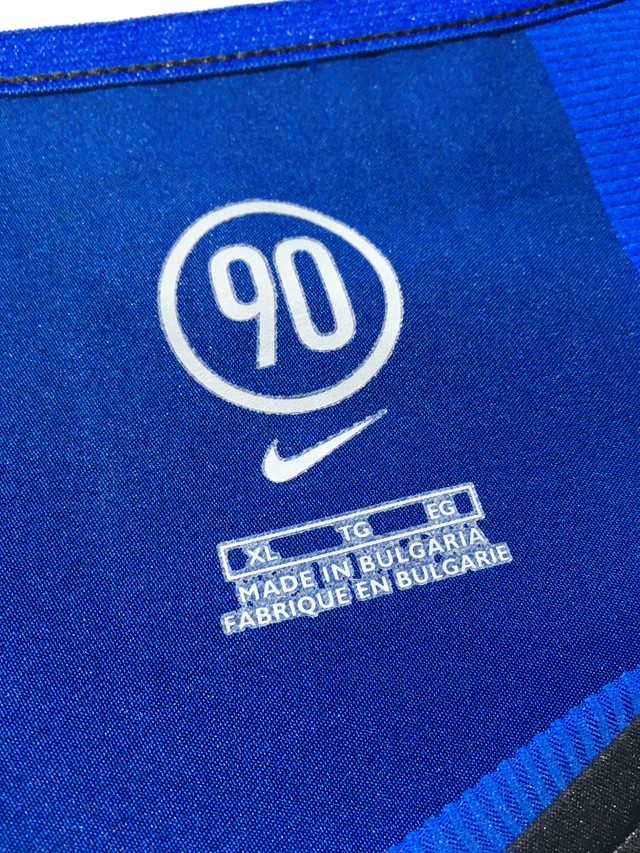 90
XL TG EG
MADE IN BULGARIA
FABRIQUE EN BULGARIE